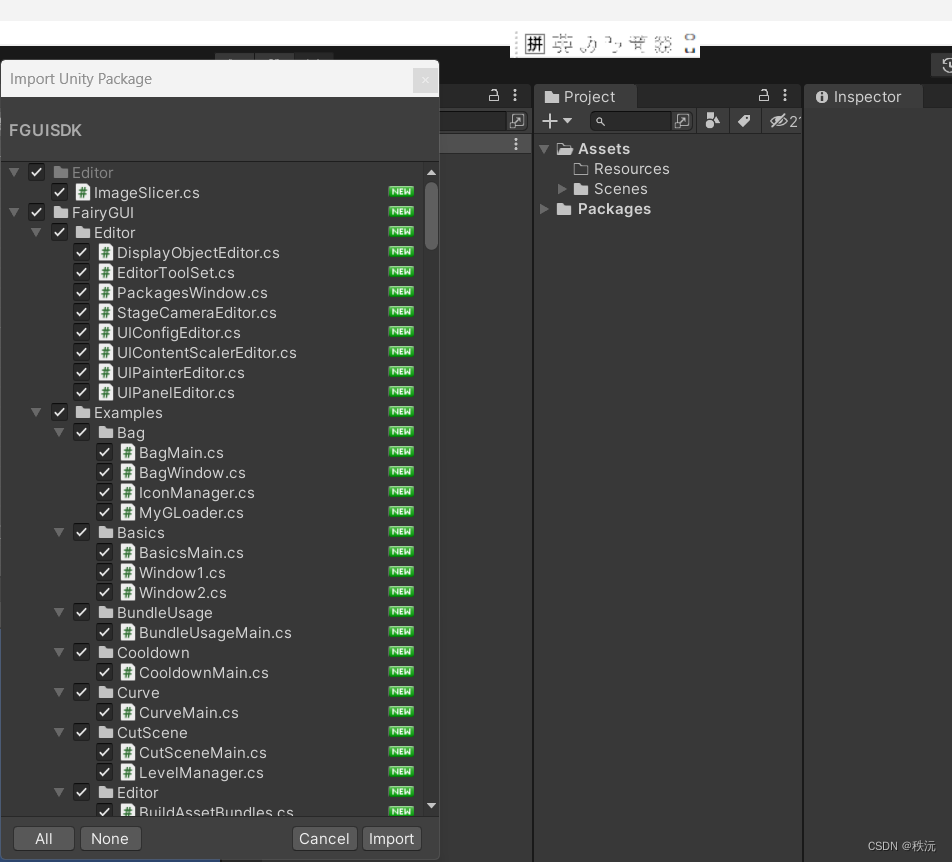 拼 英
Import Unity Package
FGUISDK
Editor
ImageSlicer.cs NEW
FairyGUI NEW
Editor NEW
DisplayObjectEditor.cs NEW
EditorToolSet.cs NEW
PackagesWindow.cs NEW
StageCameraEditor.cs NEW
UIConfigEditor.cs NEW
UIContentScalerEditor.cs NEW
UIPainterEditor.cs NEW
UIPanelEditor.cs NEW
Examples NEW
Bag NEW
BagMain.cs NEW
BagWindow.cs NEW
IconManager.cs NEW
MyGLoader.cs NEW
Basics NEW
BasicsMain.cs NEW
Window1.cs NEW
Window2.cs NEW
BundleUsage NEW
BundleUsageMain.cs NEW
Cooldown NEW
CooldownMain.cs NEW
Curve NEW
CurveMain.cs NEW
CutScene NEW
CutSceneMain.cs NEW
LevelManager.cs NEW
Editor NEW
BuildAssetBundles.cs NEW
All None Cancel Import
Project
Assets
Resources
Scenes
Packages
Inspector
CSDN @秩沅